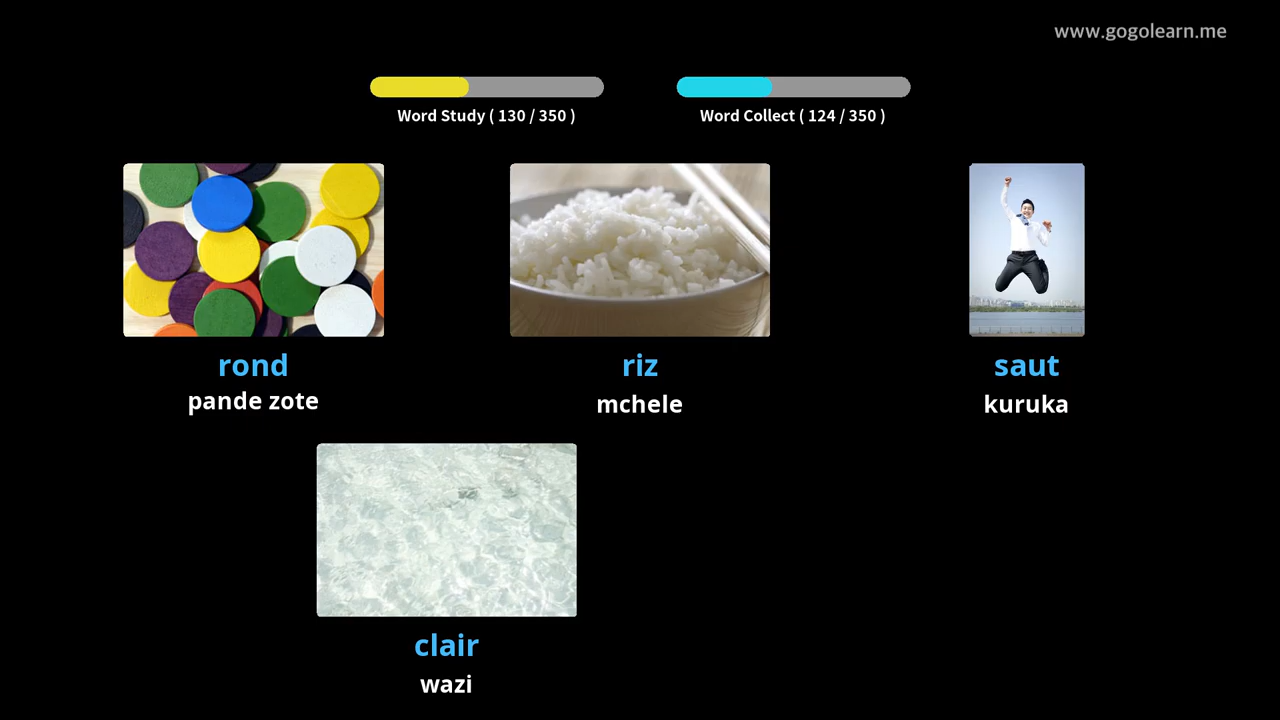 www.gogolearn.me
Word Study ( 130 / 350 )
Word Collect ( 124 / 350 )
rond
pande zote
riz
mchele
saut
kuruka
clair
wazi